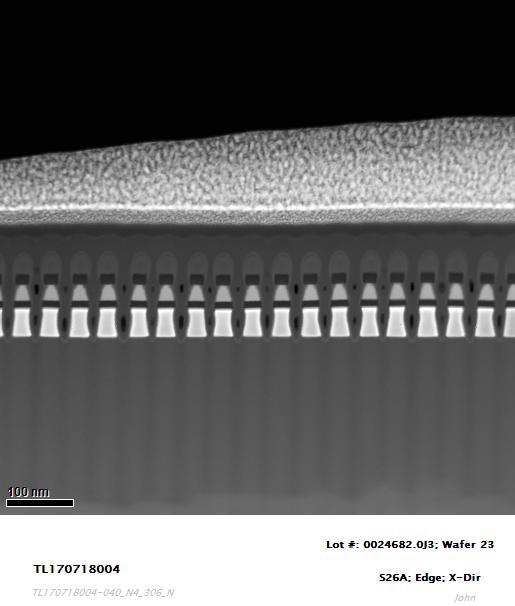 100 nm
Lot #: 0024682.0J3; Wafer 23
TL170718004
S26A; Edge; X-Dir
TL170718004-040_N4_306_N
John